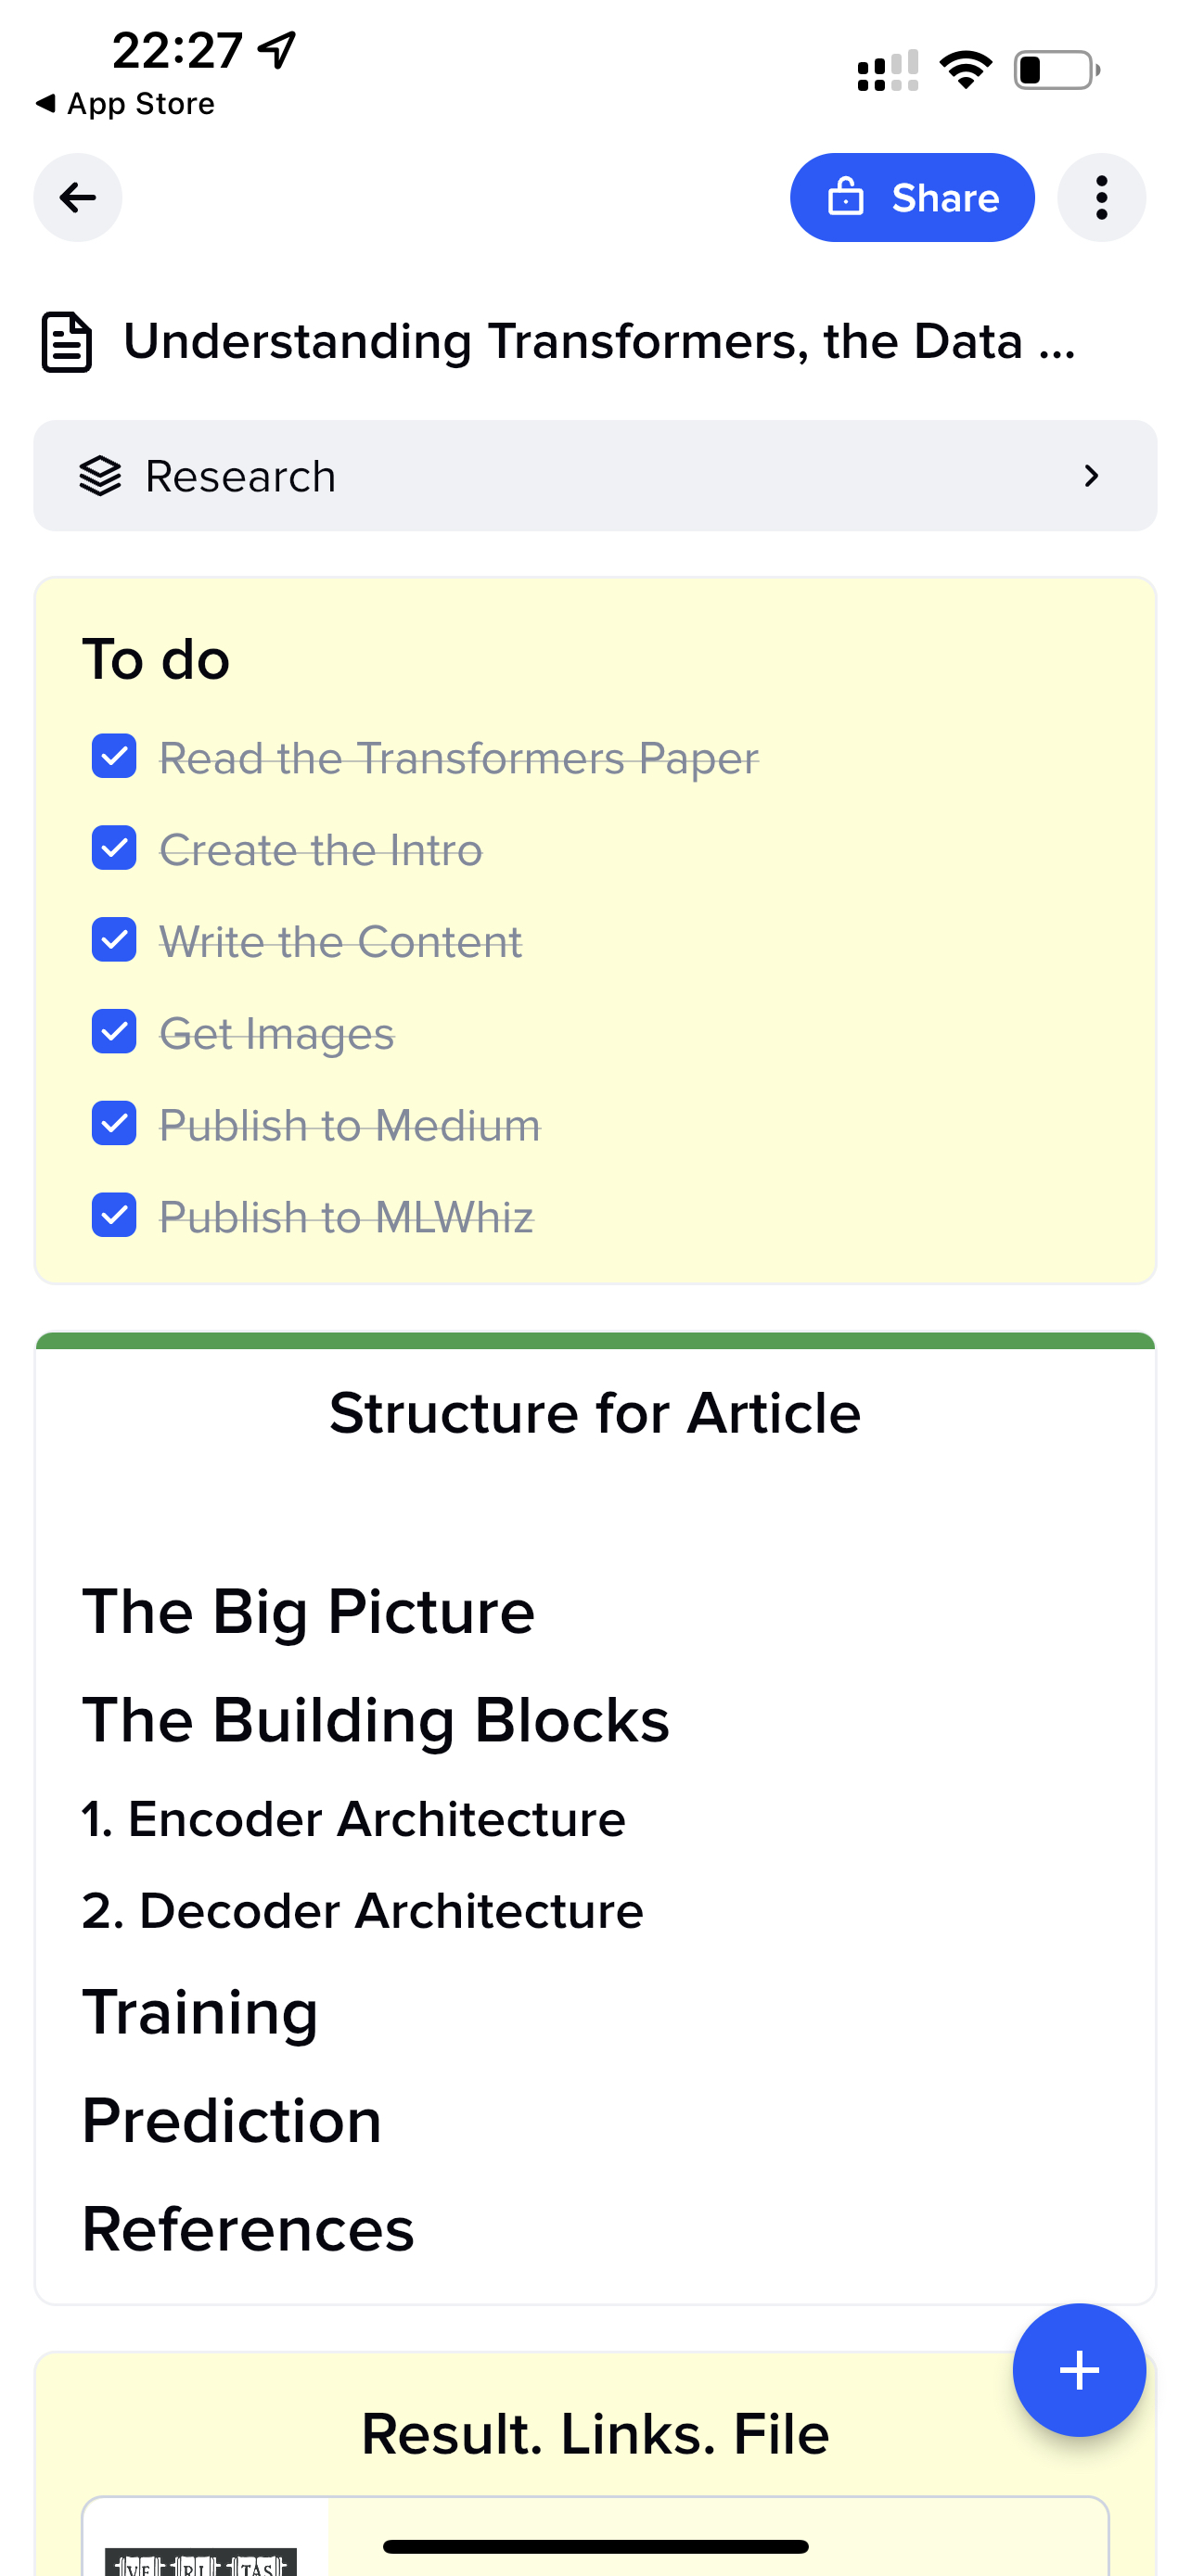 22:27
App Store
Share
Understanding Transformers, the Data ...
Research
To do
Read the Transformers Paper
Create the Intro
Write the Content
Get Images
Publish to Medium
Publish to MLWhiz
Structure for Article
The Big Picture
The Building Blocks
1. Encoder Architecture
2. Decoder Architecture
Training
Prediction
References
Result. Links. File
VE RI TAS